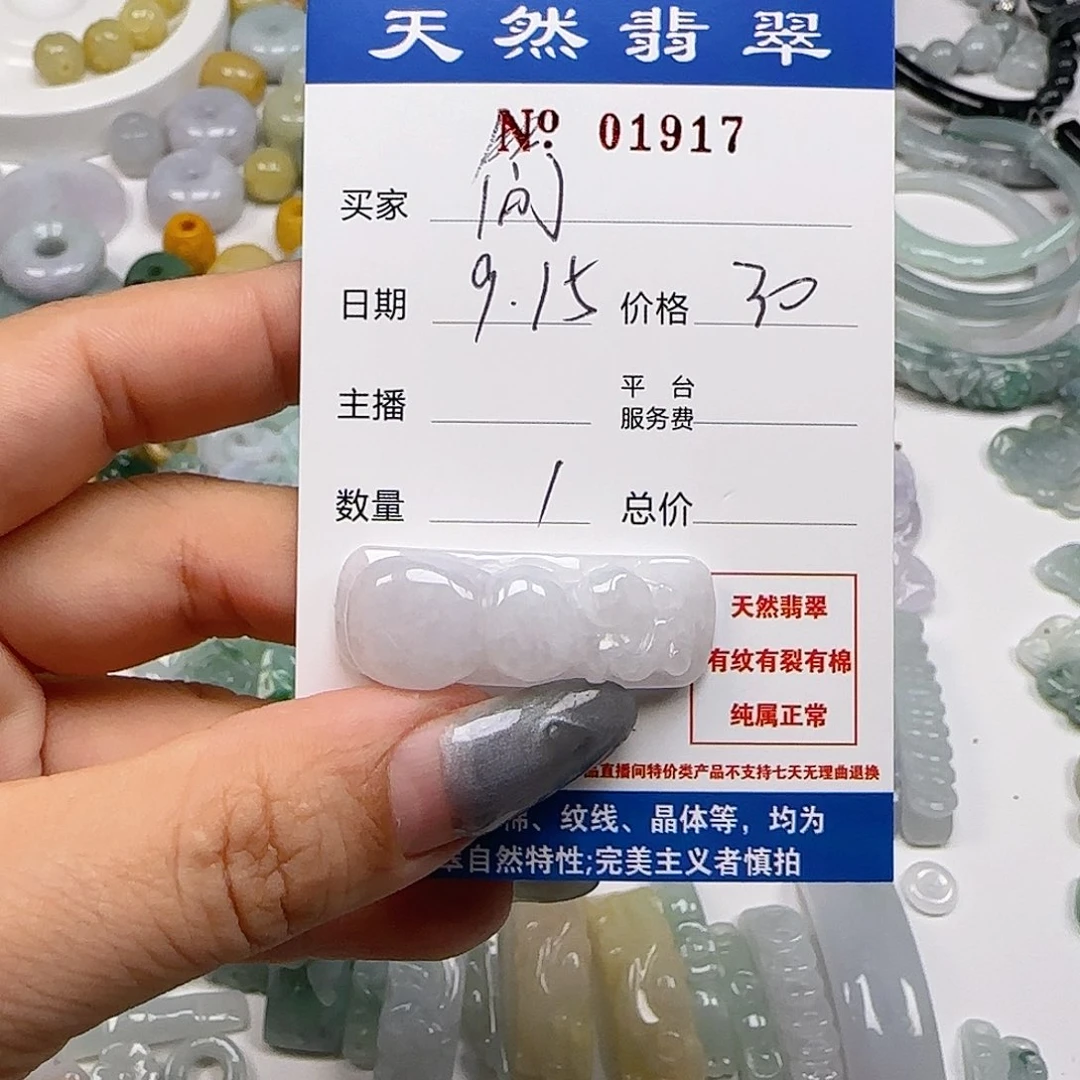 天然翡翠
Nº 01917
买家
日期 9.15 价格 30
主播 平台服务费
数量 1 总价
天然翡翠
有纹有裂有棉
纯属正常
品直播间特价类产品不支持七天无理由退换
棉、纹线、晶体等，均为
翠自然特性;完美主义者慎拍